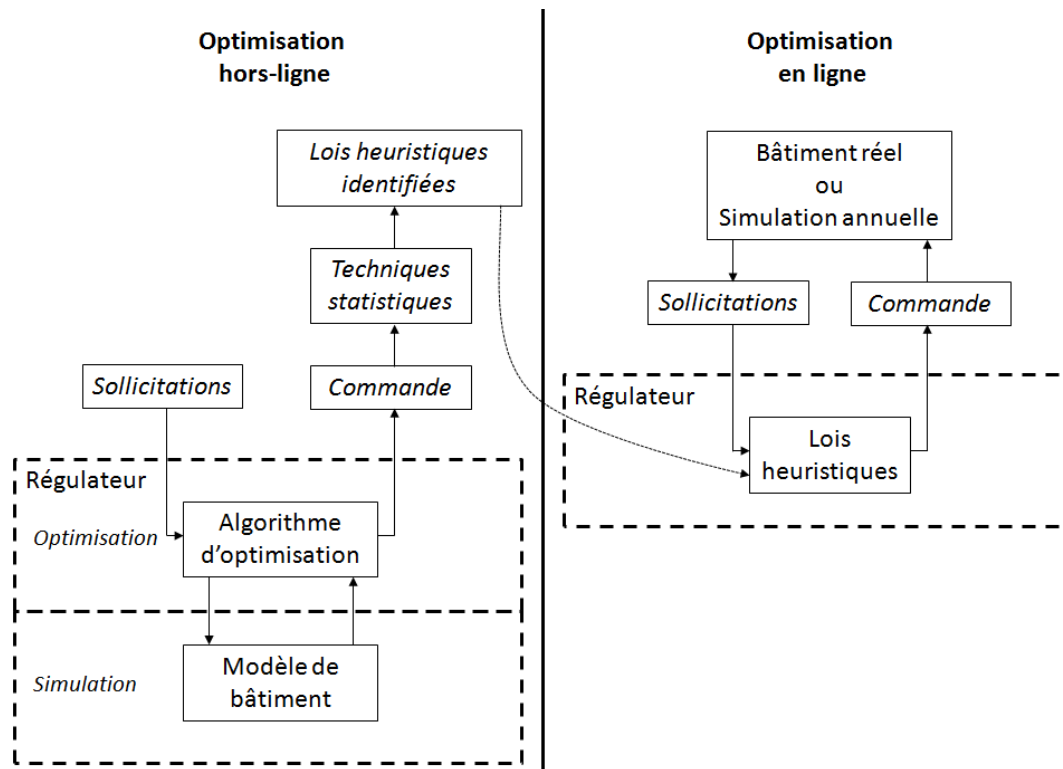 Optimisation
hors-ligne
Lois heuristiques
identifiées
Techniques
statistiques
Sollicitations
Commande
Régulateur
Optimisation
Algorithme
d'optimisation
Simulation
Modèle de
bâtiment
Optimisation
en ligne
Bâtiment réel
ou
Simulation annuelle
Sollicitations
Commande
Régulateur
Lois
heuristiques